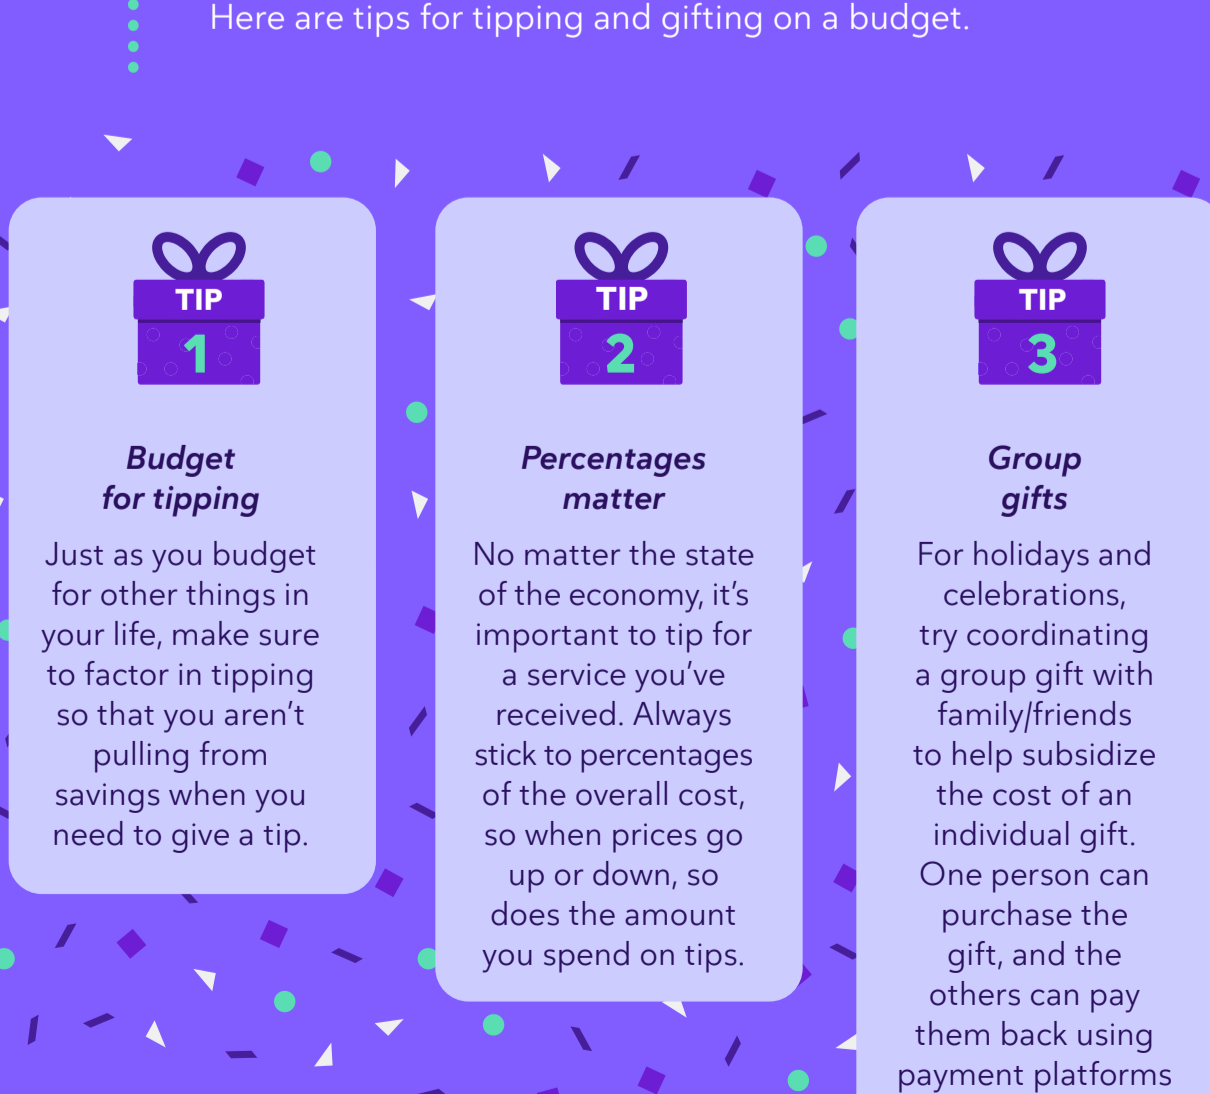 Here are tips for tipping and gifting on a budget.
TIP
1
Budget
for tipping
Just as you budget
for other things in
your life, make sure
to factor in tipping
so that you aren't
pulling from
savings when you
need to give a tip.
TIP
2
Percentages
matter
No matter the state
of the economy, it's
important to tip for
a service you've
received. Always
stick to percentages
of the overall cost,
so when prices go
up or down, so
does the amount
you spend on tips.
TIP
3
Group
gifts
For holidays and
celebrations,
try coordinating
a group gift with
family/friends
to help subsidize
the cost of an
individual gift.
One person can
purchase the
gift, and the
others can pay
them back using
payment platforms